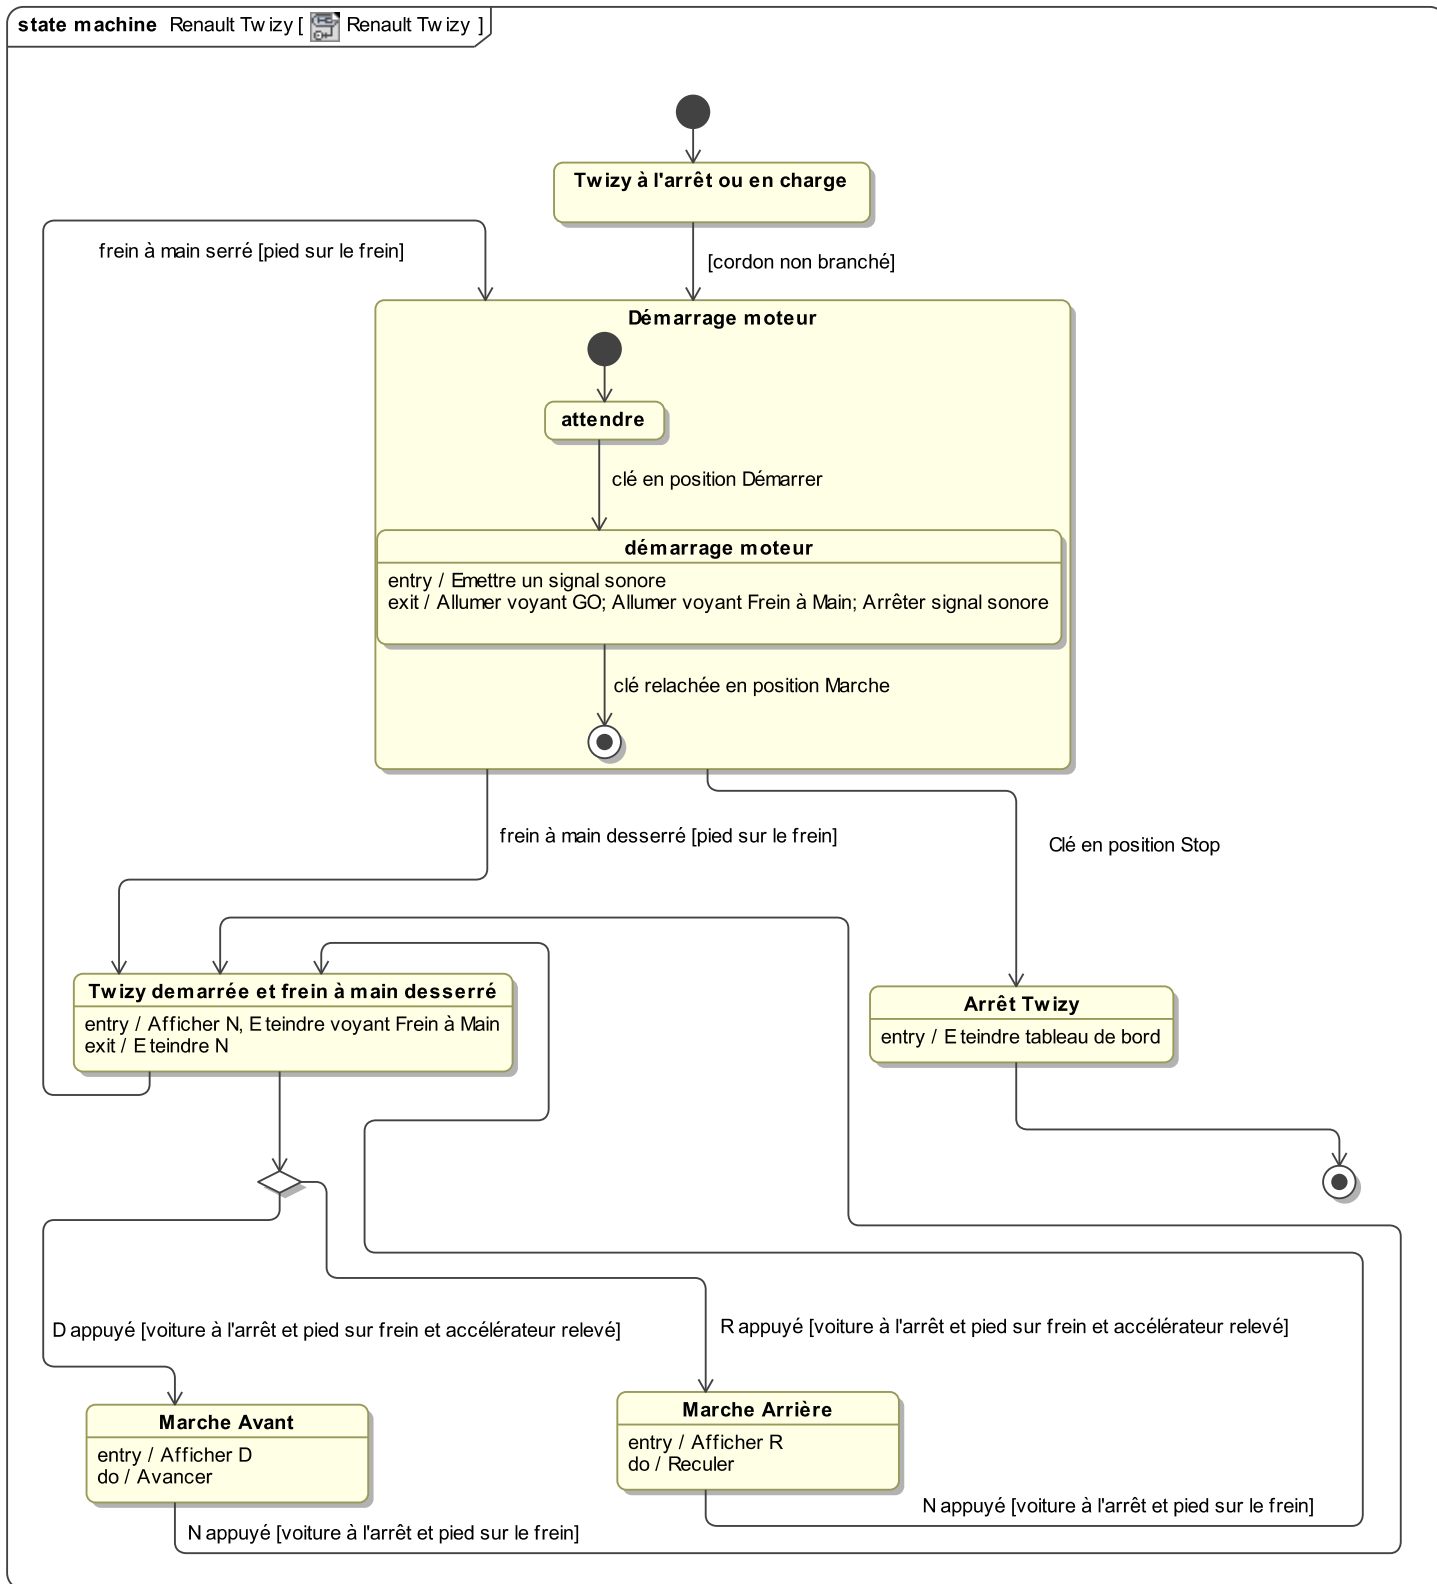 state machine Renault Twizy [ Renault Twizy ]
Twizy à l'arrêt ou en charge
frein à main serré [pied sur le frein]
[cordon non branché]
Démarrage moteur
attendre
clé en position Démarrer
démarrage moteur
entry / Emettre un signal sonore
exit / Allumer voyant GO; Allumer voyant Frein à Main; Arrêter signal sonore
clé relachée en position Marche
frein à main desserré [pied sur le frein]
Clé en position Stop
Twizy demarrée et frein à main desserré
entry / Afficher N, Eteindre voyant Frein à Main
exit / Eteindre N
Arrêt Twizy
entry / Eteindre tableau de bord
D appuyé [voiture à l'arrêt et pied sur frein et accélérateur relevé]
R appuyé [voiture à l'arrêt et pied sur frein et accélérateur relevé]
Marche Avant
entry / Afficher D
do / Avancer
Marche Arrière
entry / Afficher R
do / Reculer
N appuyé [voiture à l'arrêt et pied sur le frein]
N appuyé [voiture à l'arrêt et pied sur le frein]